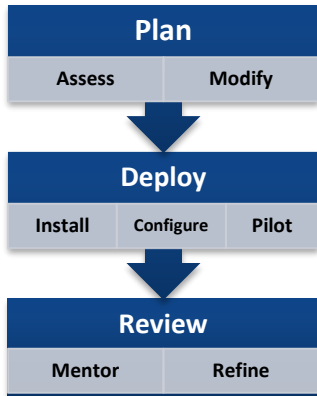 Plan
Assess Modify
Deploy
Install Configure Pilot
Review
Mentor Refine